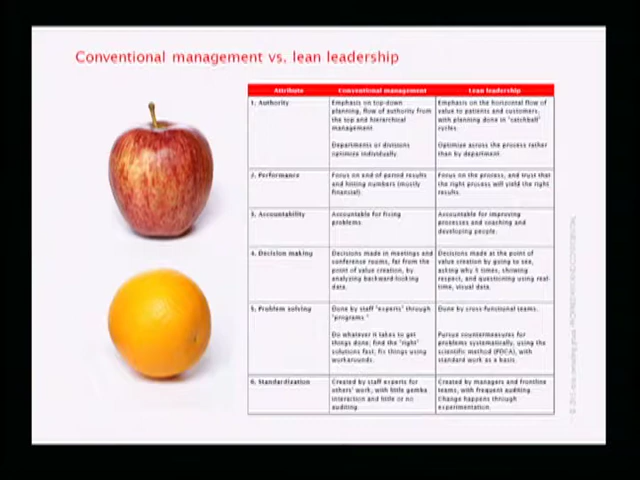 Conventional management vs. lean leadership
Attribute
Conventional management
Lean leadership
1. Authority
Emphasis on top-down
planning, flow of authority from
the top and hierarchical
management.
Departments or divisions
optimize individually.
Emphasis on the horizontal flow of
value to patients and customers,
with planning done in "catchball"
cycles.
Optimize across the process rather
than by department.
2. Performance
Focus on end of period results
and hitting numbers (mostly
financial).
Focus on the process, and trust that
the right process will yield the right
results.
3. Accountability
Accountable for fixing
problems.
Accountable for improving
processes and coaching and
developing people.
4. Decision making
Decisions made in meetings and
conference rooms, far from the
point of value creation, by
analyzing backward-looking
data.
Decisions made at the point of
value creation by going to see,
asking why 5 times, showing
respect, and questioning using real-
time, visual data.
5. Problem solving
Done by staff "experts" through
"programs."
Do whatever it takes to get
things done; find the "right"
solutions fast; fix things using
workarounds.
Done by cross-functional teams.
Pursue countermeasures for
problems systematically, using the
scientific method (PDCA), with
standard work as a basis.
6. Standardization
Created by staff experts for
others' work, with little gemba
interaction and little or no
auditing.
Created by managers and frontline
teams, with frequent auditing.
Change happens through
experimentation.